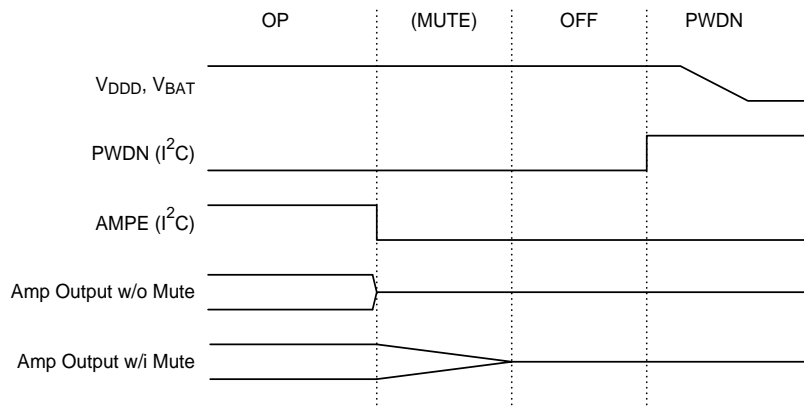 OP (MUTE) OFF PWDN
VDDD, VBAT
PWDN (I²C)
AMPE (I²C)
Amp Output w/o Mute
Amp Output w/i Mute